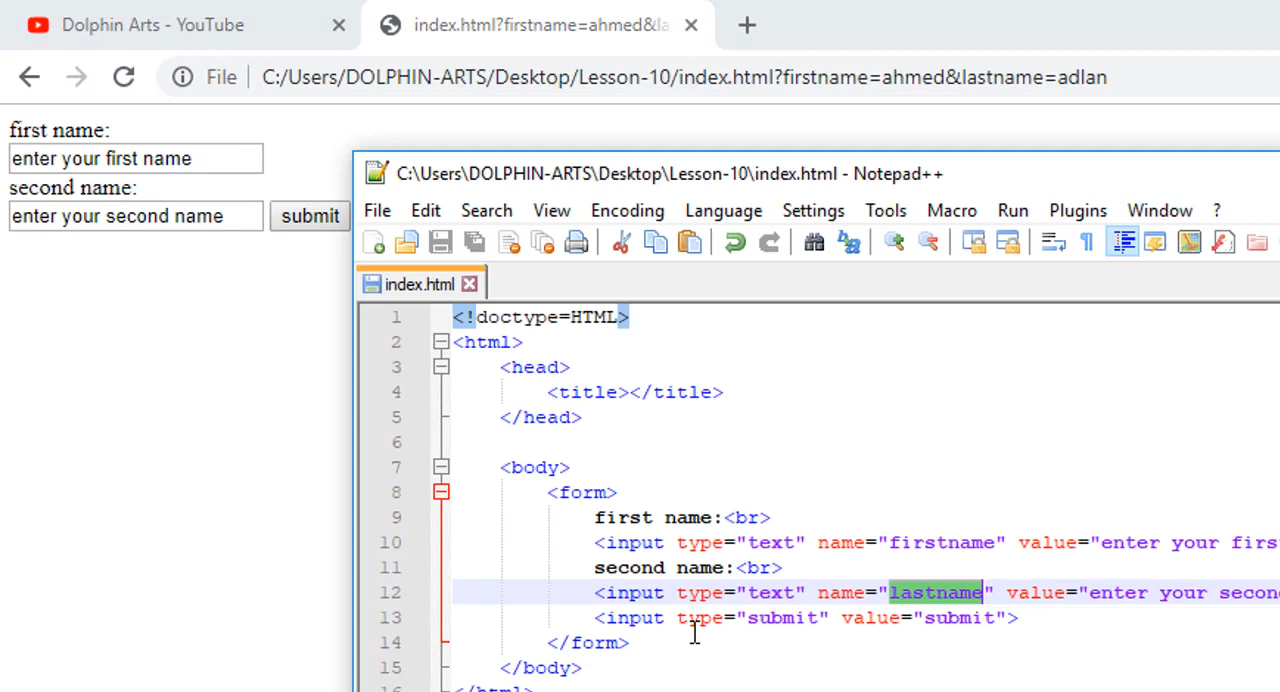 Dolphin Arts - YouTube
index.html?firstname=ahmed&la
File
C:/Users/DOLPHIN-ARTS/Desktop/Lesson-10/index.html?firstname=ahmed&lastname=adlan
first name:
enter your first name
second name:
enter your second name
submit
C:\Users\DOLPHIN-ARTS\Desktop\Lesson-10\index.html - Notepad++
File Edit Search View Encoding Language Settings Tools Macro Run Plugins Window ?
index.html
1 <!doctype=HTML>
2 <html>
3 <head>
4 <title></title>
5 </head>
6
7 <body>
8 <form>
9 first name:<br>
10 <input type="text" name="firstname" value="enter your firs
11 second name:<br>
12 <input type="text" name="lastname" value="enter your second
13 <input type="submit" value="submit">
14 </form>
15 </body>
16 </html>